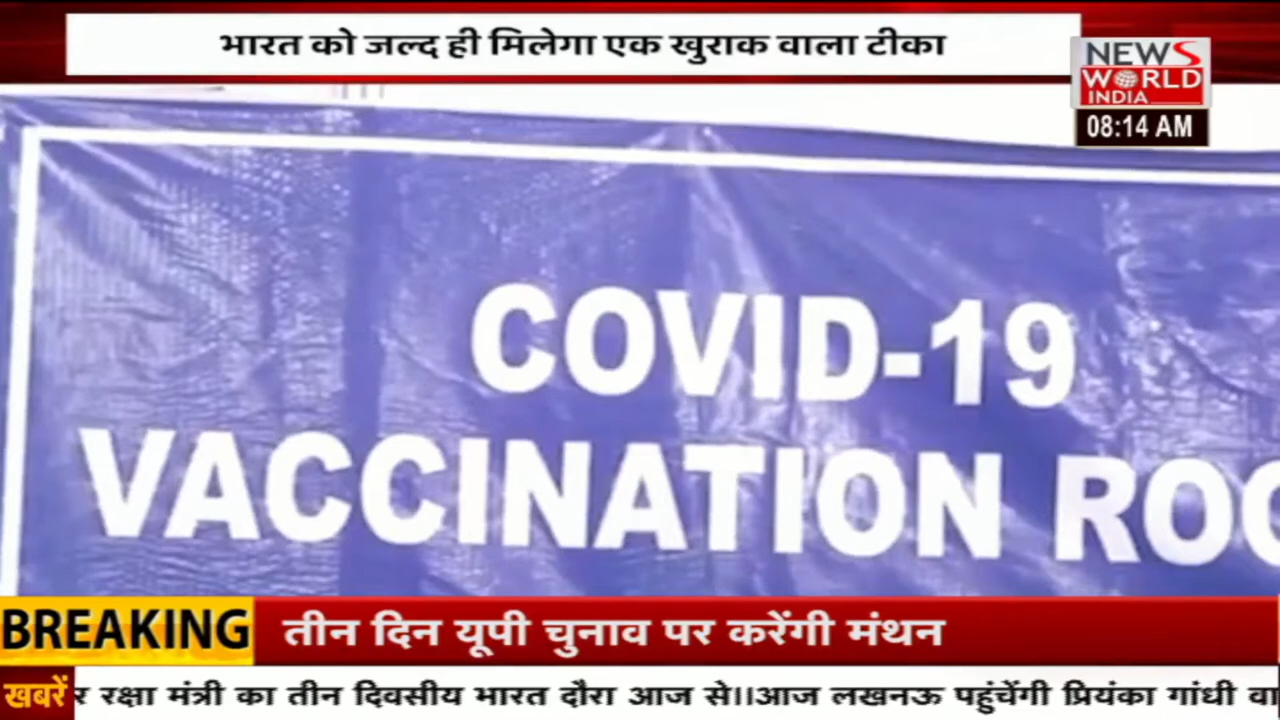 भारत को जल्द ही मिलेगा एक खुराक वाला टीका
NEWS
WORLD
INDIA
08:14 AM
COVID-19
VACCINATION
BREAKING तीन दिन यूपी चुनाव पर करेंगी मंथन
खबरें रक्षा मंत्री का तीन दिवसीय भारत दौरा आज से।।आज लखनऊ पहुंचेंगी प्रियंका गांधी